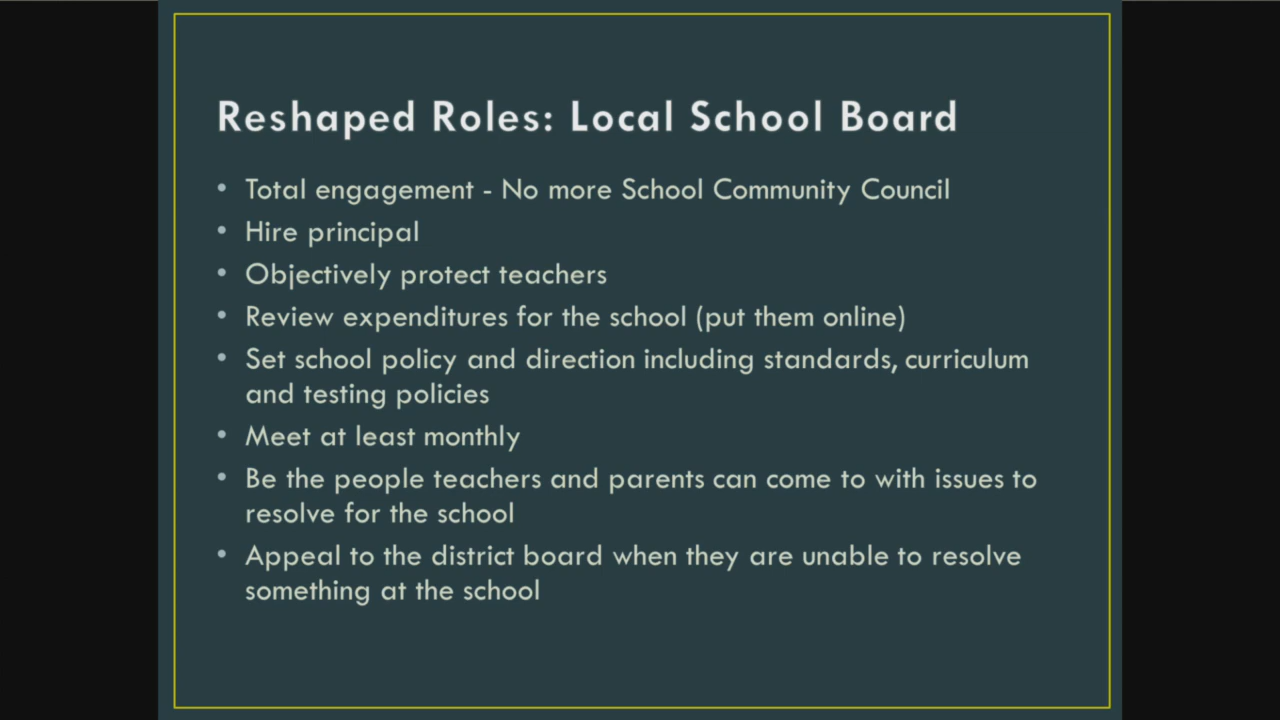 Reshaped Roles: Local School Board
• Total engagement - No more School Community Council
• Hire principal
• Objectively protect teachers
• Review expenditures for the school (put them online)
• Set school policy and direction including standards, curriculum
and testing policies
• Meet at least monthly
• Be the people teachers and parents can come to with issues to
resolve for the school
• Appeal to the district board when they are unable to resolve
something at the school